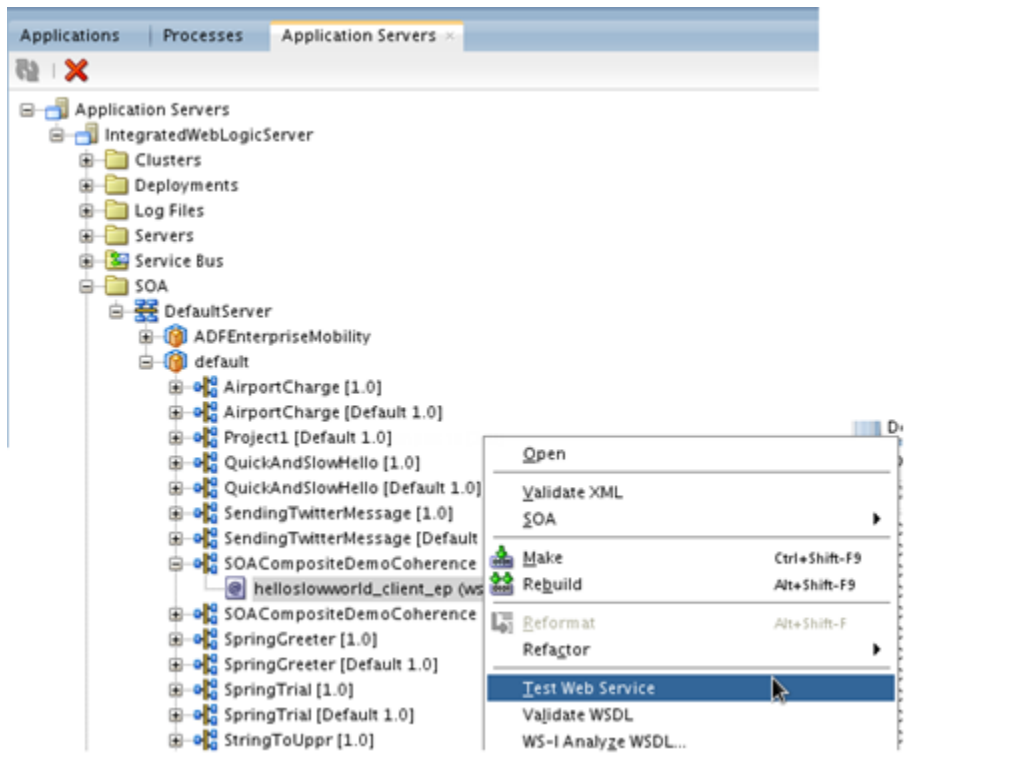 Applications Processes Application Servers
Application Servers
IntegratedWebLogicServer
Clusters
Deployments
Log Files
Servers
Service Bus
SOA
DefaultServer
ADFEnterpriseMobility
default
AirportCharge [1.0]
AirportCharge [Default 1.0]
Project1 [Default 1.0]
QuickAndSlowHello [1.0]
QuickAndSlowHello [Default 1.0]
SendingTwitterMessage [1.0]
SendingTwitterMessage [Default
SOACompositeDemoCoherence
helloslowworld_client_ep (ws
SOACompositeDemoCoherence
SpringGreeter [1.0]
SpringGreeter [Default 1.0]
SpringTrial [1.0]
SpringTrial [Default 1.0]
StringToUppr [1.0]
Open
Validate XML
SOA
Make Ctrl+Shift-F9
Rebuild Alt+Shift-F9
Reformat Alt+Shift-F
Refactor
Test Web Service
Validate WSDL
WS-I Analyze WSDL...